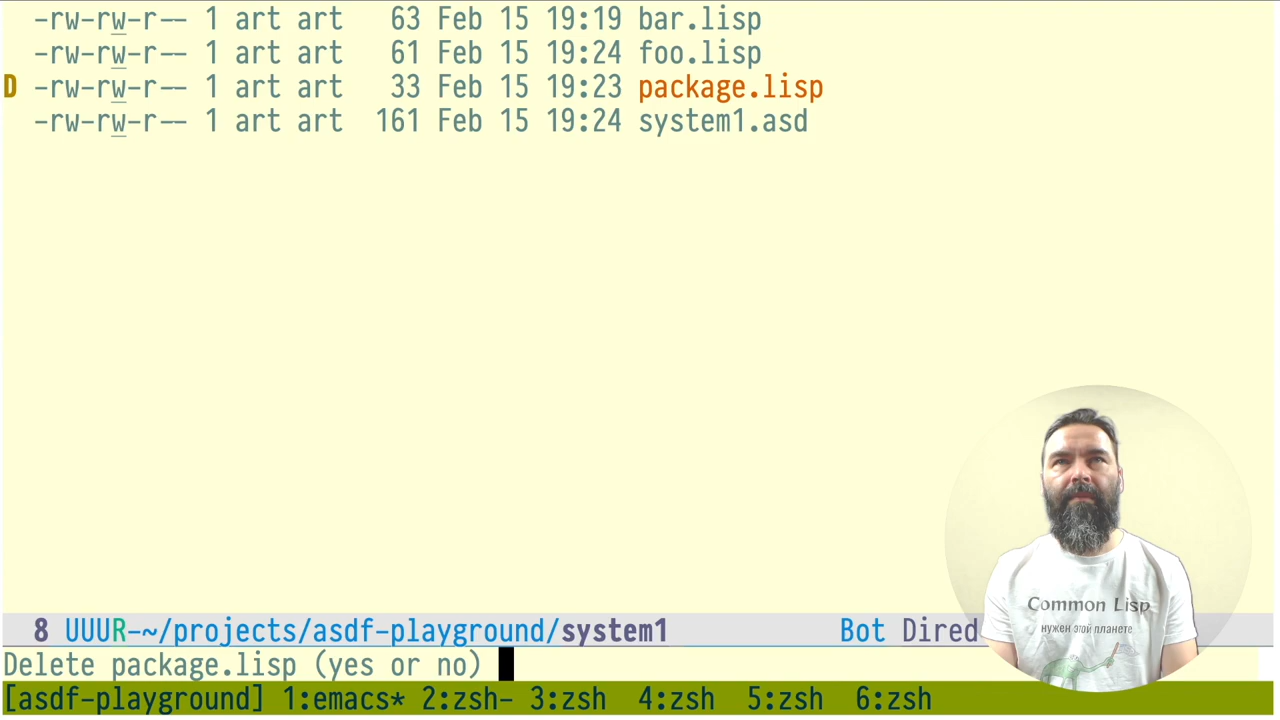 -rw-rw-r-- 1 art art   63 Feb 15 19:19 bar.lisp
-rw-rw-r-- 1 art art   61 Feb 15 19:24 foo.lisp
D -rw-rw-r-- 1 art art   33 Feb 15 19:23 package.lisp
-rw-rw-r-- 1 art art  161 Feb 15 19:24 system1.asd
Common Lisp
нужен этой планете
8 UUUR-~/projects/asdf-playground/system1 Bot Dired
Delete package.lisp (yes or no)
[asdf-playground] 1:emacs* 2:zsh- 3:zsh 4:zsh 5:zsh 6:zsh